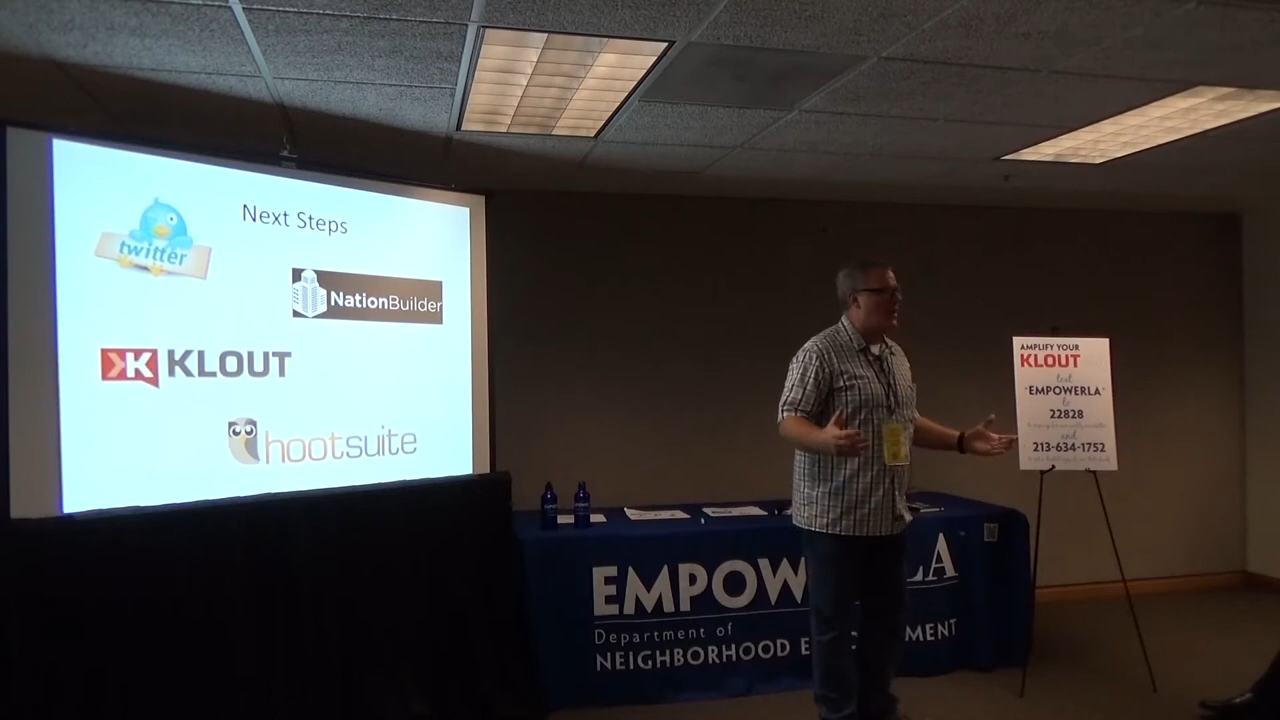 Next Steps
twitter
NationBuilder
K KLOUT
hootsuite
AMPLIFY YOUR
KLOUT
text
"EMPOWERLA"
to
22828
and
213-634-1752
EMPOW LA
Department of
NEIGHBORHOOD E MENT